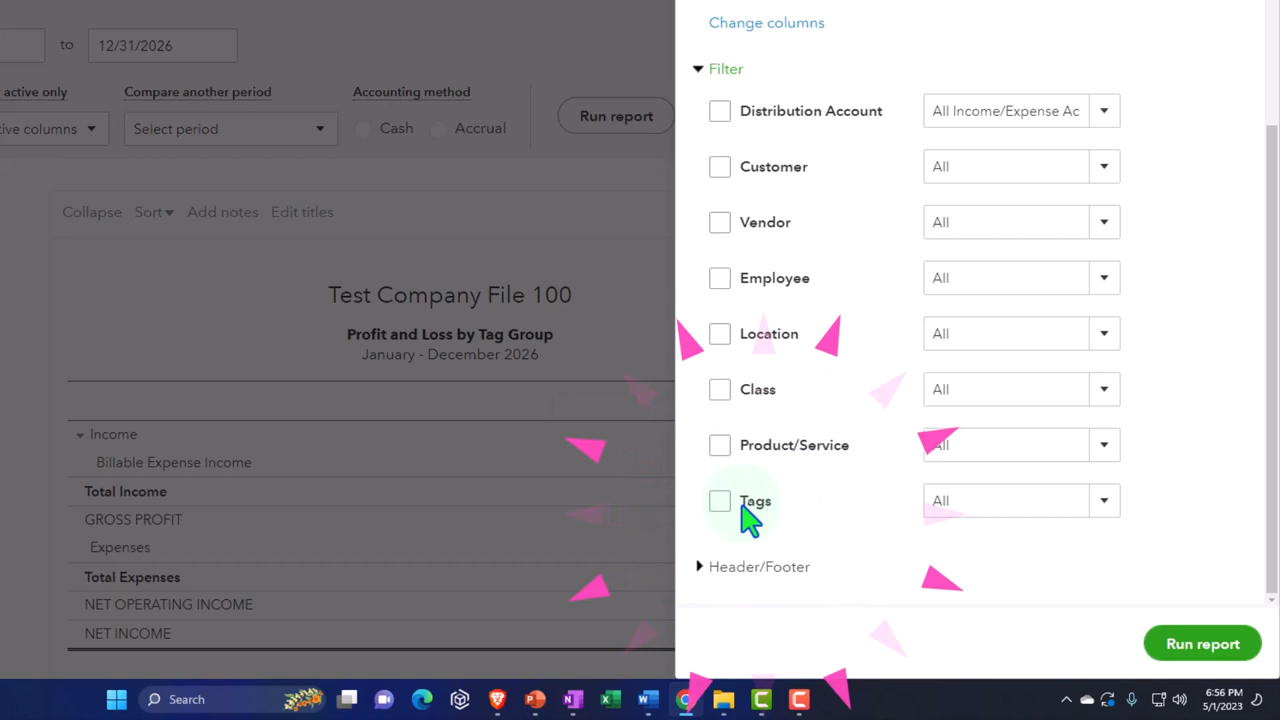 Change columns
to
12/31/2026
Filter
active only
Compare another period
Accounting method
Distribution Account
All Income/Expense Ac
tive columns
Select period
Cash
Accrual
Run report
Customer
All
Collapse
Sort
Add notes
Edit titles
Vendor
All
Test Company File 100
Employee
All
Profit and Loss by Tag Group
January - December 2026
Location
All
Class
All
Income
Billable Expense Income
Product/Service
All
Total Income
Tags
All
GROSS PROFIT
Expenses
Header/Footer
Total Expenses
NET OPERATING INCOME
NET INCOME
Run report
Search
6:56 PM
5/1/2023